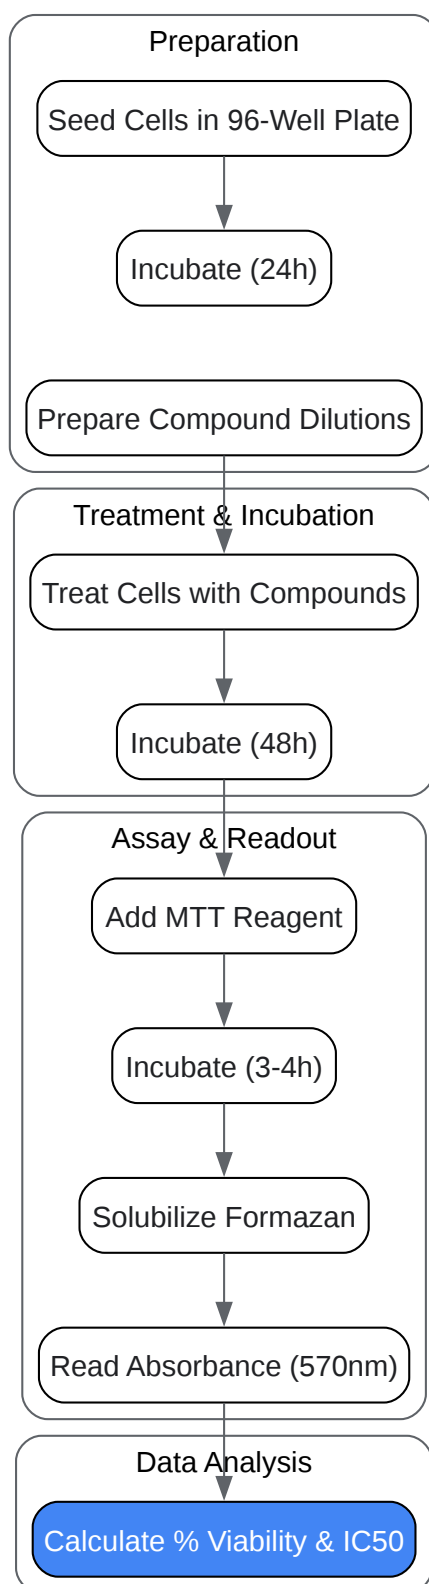 Preparation
Seed Cells in 96-Well Plate
Incubate (24h)
Prepare Compound Dilutions
Treatment & Incubation
Treat Cells with Compounds
Incubate (48h)
Assay & Readout
Add MTT Reagent
Incubate (3-4h)
Solubilize Formazan
Read Absorbance (570nm)
Data Analysis
Calculate % Viability & IC50